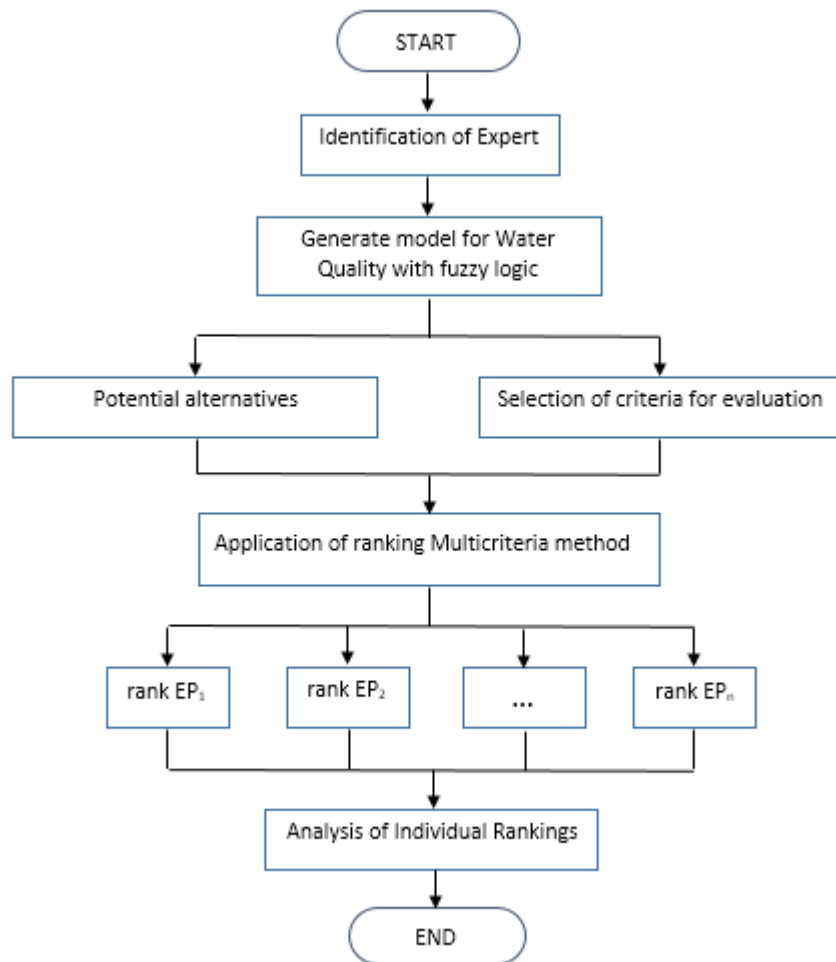 START
Identification of Expert
Generate model for Water
Quality with fuzzy logic
Potential alternatives
Selection of criteria for evaluation
Application of ranking Multicriteria method
rank EP₁
rank EP₂
...
rank EPₙ
Analysis of Individual Rankings
END